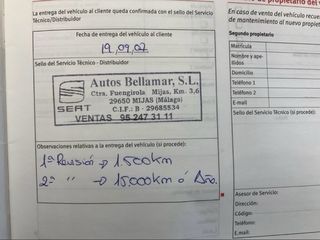 La entrega del vehículo al cliente queda confirmada con el sello del Servicio
Técnico/Distribuidor
Fecha de entrega del vehículo al cliente
19.09.07
Sello del Servicio Técnico - Distribuidor
SEAT
Autos Bellamar, S.L.
Ctra. Fuengirola Mijas, Km. 3,6
29650 MIJAS (Málaga)
C.I.F.: B - 29685534
VENTAS 95 247 31 11
Observaciones relativas a la entrega del vehículo (si procede):
1ª Revisión → 1.500km
2ª " → 15.000km ó Año.
propietario del
En caso de venta del vehículo
de mantenimiento al nuevo
Segundo propietario
Matrícula
Nombre y ape-
llidos
Domicilio
Teléfono 1
Teléfono 2
E-mail
Sello del Servicio Técnico (si procede):
Asesor de Servicio:
Dirección:
Código:
Teléfono:
E-mail: